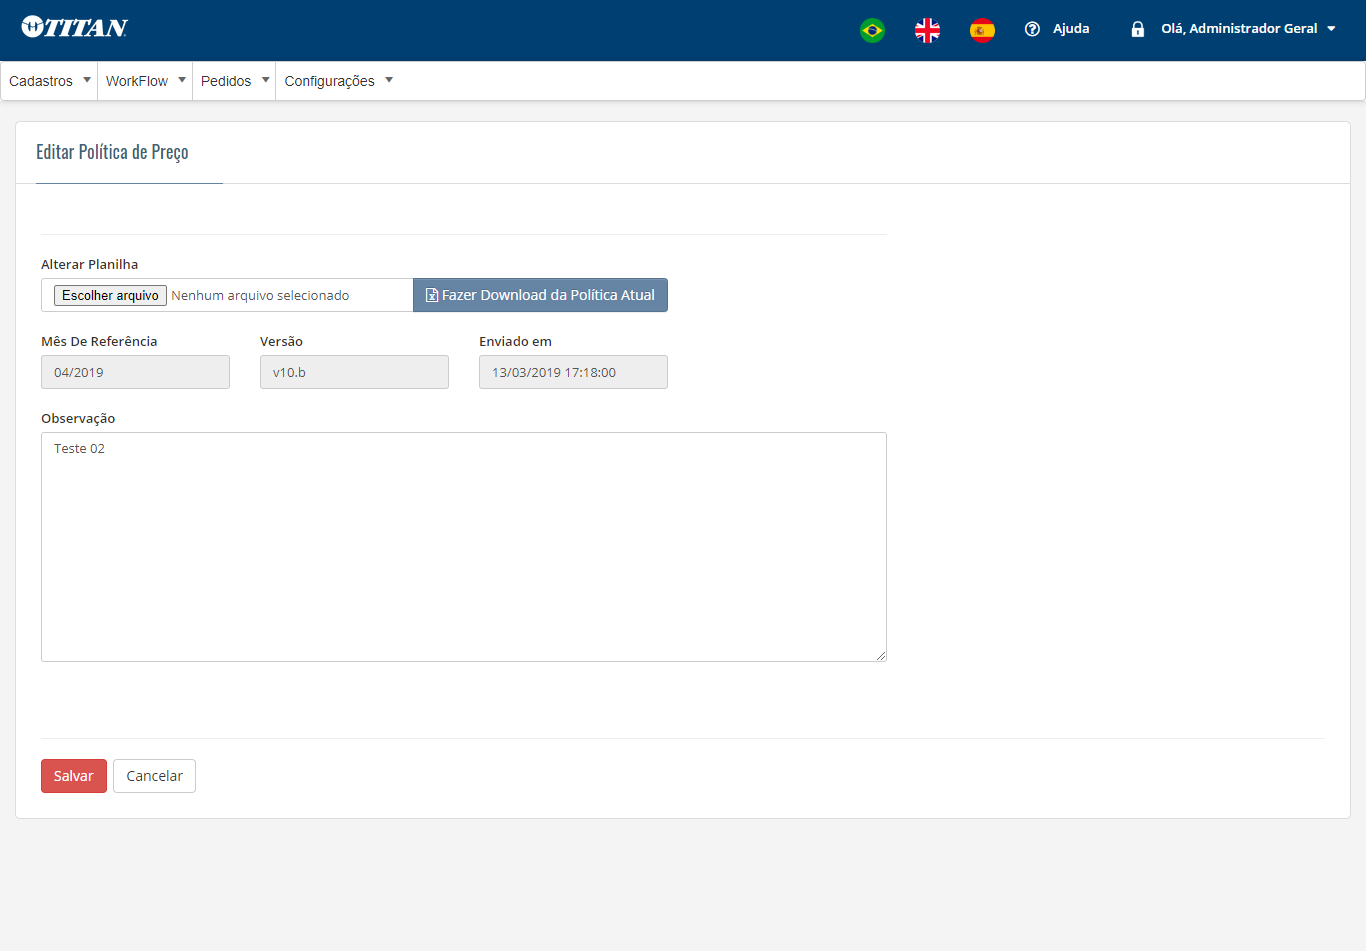 TITAN
Ajuda
Olá, Administrador Geral
Cadastros WorkFlow Pedidos Configurações
Editar Política de Preço
Alterar Planilha
Escolher arquivo Nenhum arquivo selecionado Fazer Download da Política Atual
Mês De Referência Versão Enviado em
04/2019 v10.b 13/03/2019 17:18:00
Observação
Teste 02
Salvar Cancelar